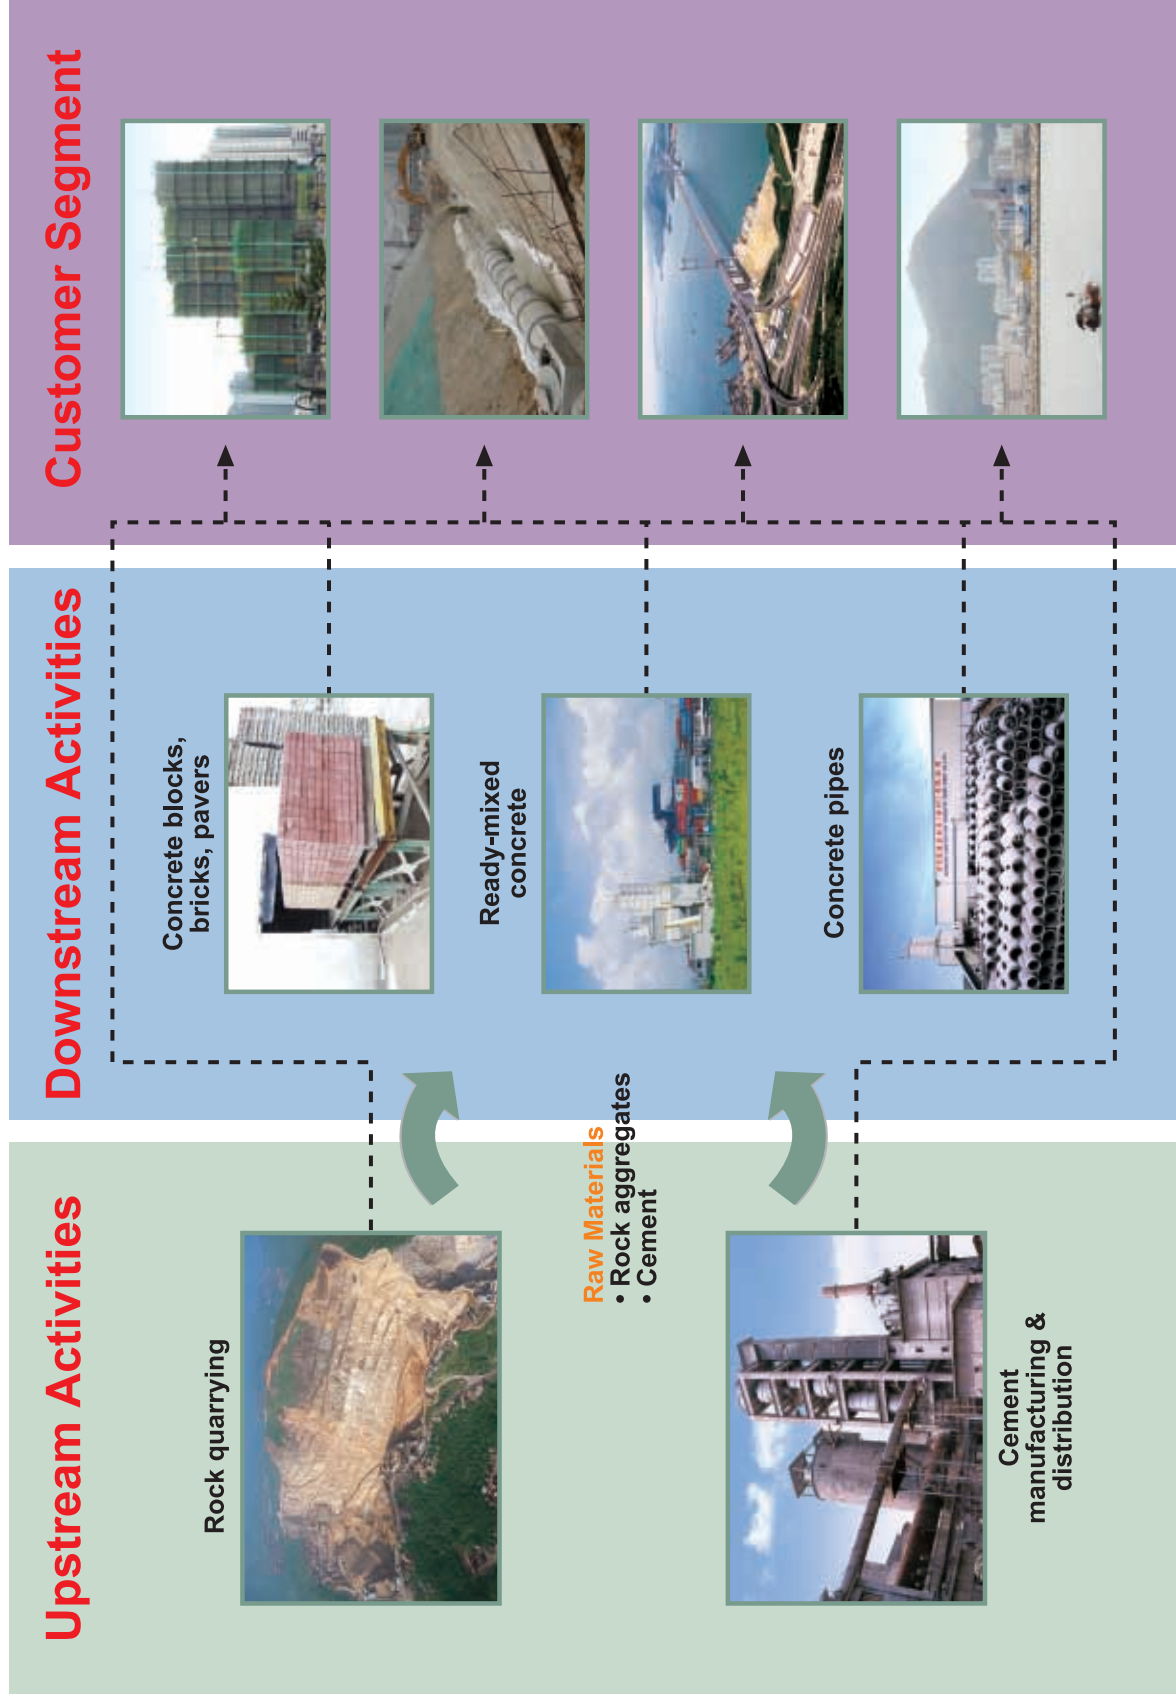 Upstream Activities
Rock quarrying
Raw Materials
• Rock aggregates
• Cement
Cement
manufacturing &
distribution
Downstream Activities
Concrete blocks,
bricks, pavers
Ready-mixed
concrete
Concrete pipes
Customer Segment